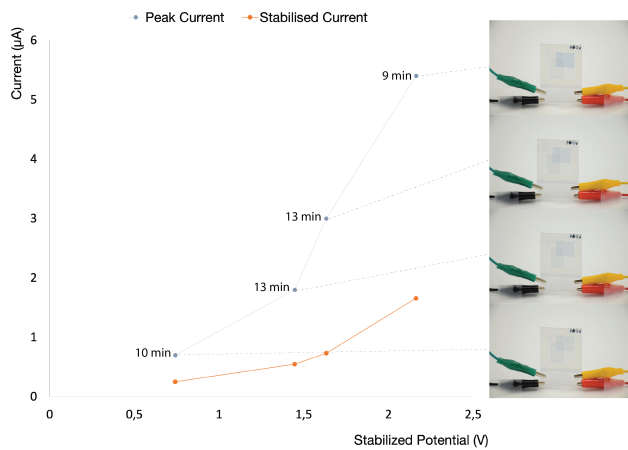 Peak Current
Stabilised Current
Current (µA)
6
5
4
3
2
1
0
9 min
13 min
13 min
10 min
0
0,5
1
1,5
2
2,5
Stabilized Potential (V)